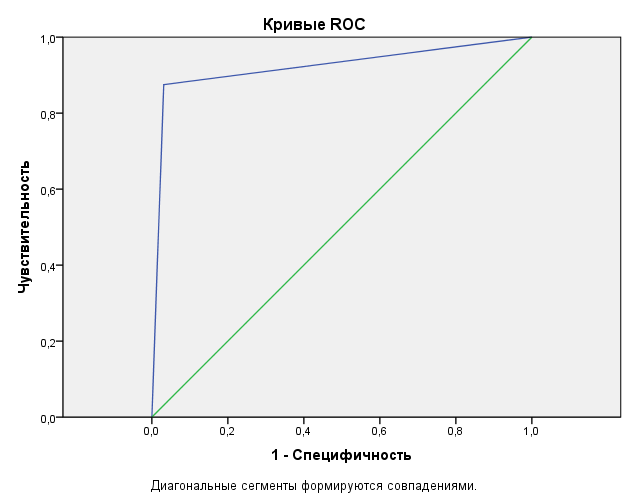 Кривые ROC
Чувствительность
1,0
0,8
0,6
0,4
0,2
0,0
0,0 0,2 0,4 0,6 0,8 1,0
1 - Специфичность
Диагональные сегменты формируются совпадениями.